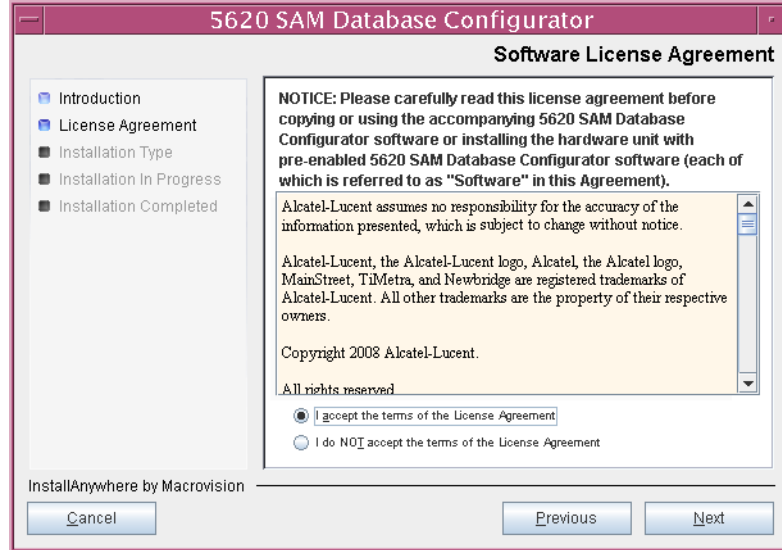 5620 SAM Database Configurator
Software License Agreement
Introduction
License Agreement
Installation Type
Installation In Progress
Installation Completed
NOTICE: Please carefully read this license agreement before
copying or using the accompanying 5620 SAM Database
Configurator software or installing the hardware unit with
pre-enabled 5620 SAM Database Configurator software (each of
which is referred to as "Software" in this Agreement).
Alcatel-Lucent assumes no responsibility for the accuracy of the
information presented, which is subject to change without notice.
Alcatel-Lucent, the Alcatel-Lucent logo, Alcatel, the Alcatel logo,
MainStreet, TiMetra, and Newbridge are registered trademarks of
Alcatel-Lucent. All other trademarks are the property of their respective
owners.
Copyright 2008 Alcatel-Lucent.
All rights reserved
I accept the terms of the License Agreement
I do NOT accept the terms of the License Agreement
InstallAnywhere by Macrovision
Cancel
Previous
Next